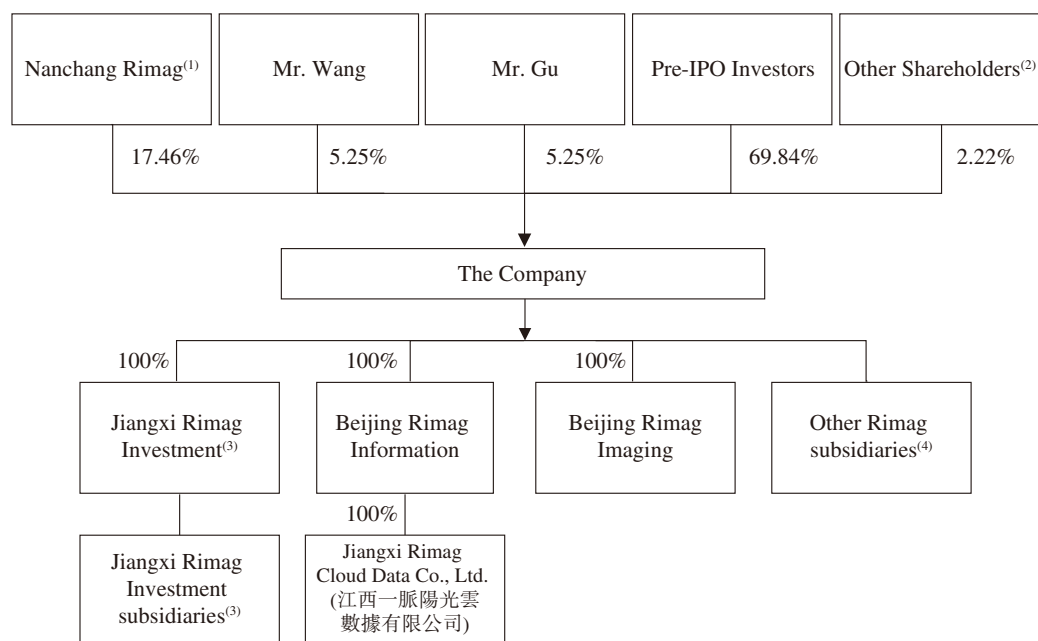 Nanchang Rimag(1)
Mr. Wang
Mr. Gu
Pre-IPO Investors
Other Shareholders(2)
17.46%
5.25%
5.25%
69.84%
2.22%
The Company
100%
100%
100%
Jiangxi Rimag
Investment(3)
Beijing Rimag
Information
Beijing Rimag
Imaging
Other Rimag
subsidiaries(4)
100%
Jiangxi Rimag
Investment
subsidiaries(3)
Jiangxi Rimag
Cloud Data Co., Ltd.
(江西一脈陽光雲
數據有限公司)